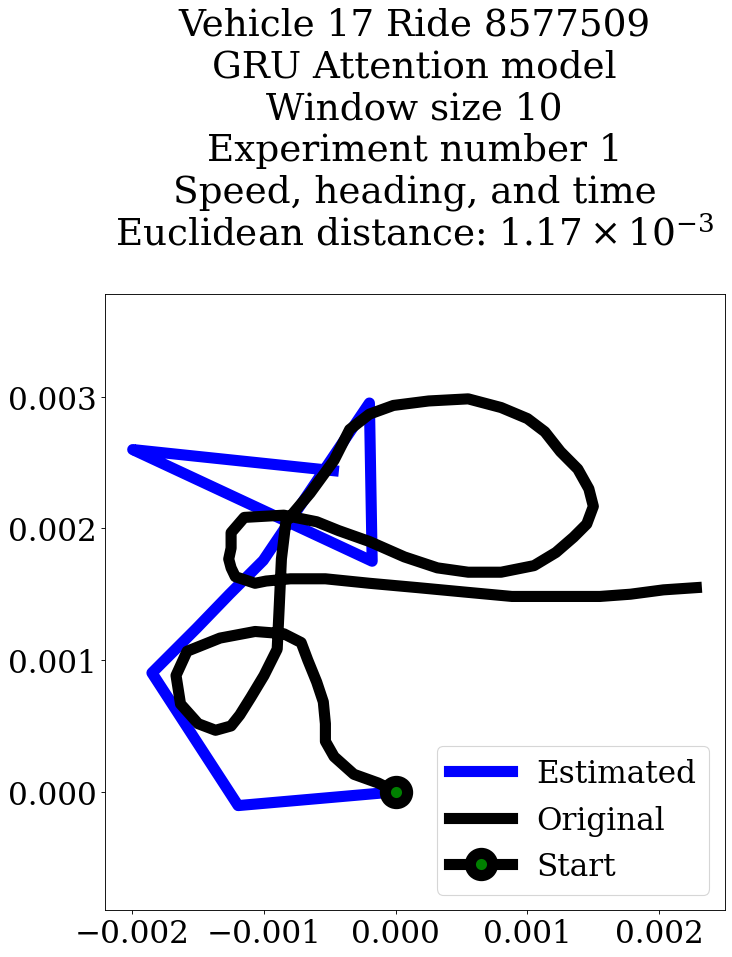 Vehicle 17 Ride 8577509
GRU Attention model
Window size 10
Experiment number 1
Speed, heading, and time
Euclidean distance: 1.17 × 10⁻³
0.003
0.002
0.001
0.000
Estimated
Original
Start
−0.002 −0.001 0.000 0.001 0.002